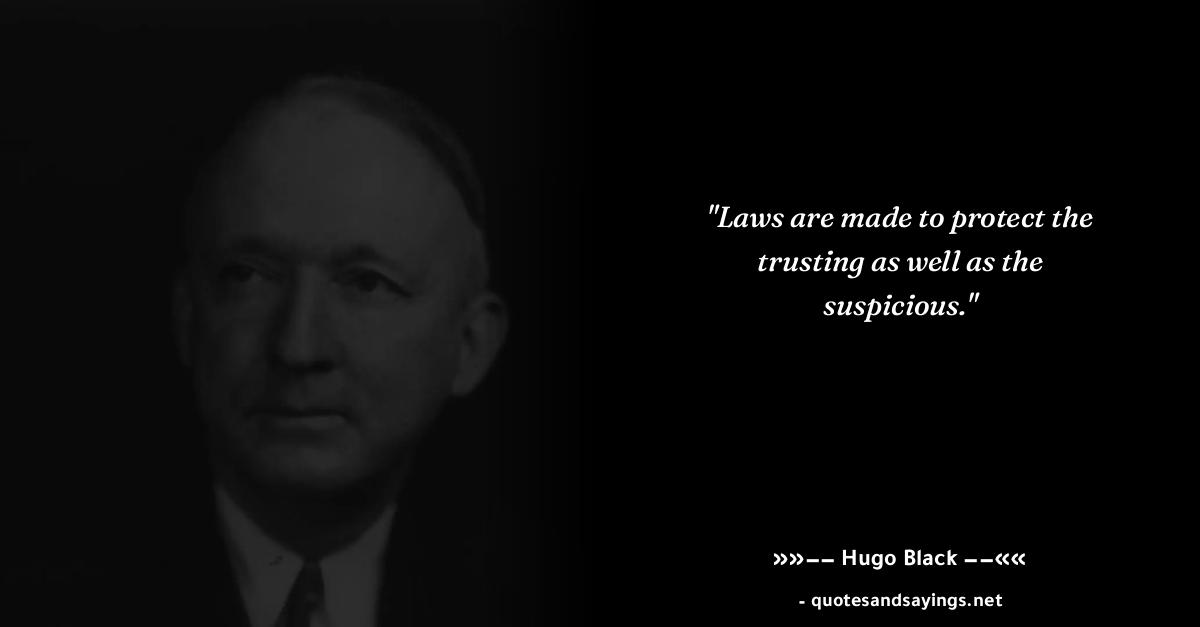 "Laws are made to protect the
trusting as well as the
suspicious."
»»−− Hugo Black −−««
- quotesandsayings.net